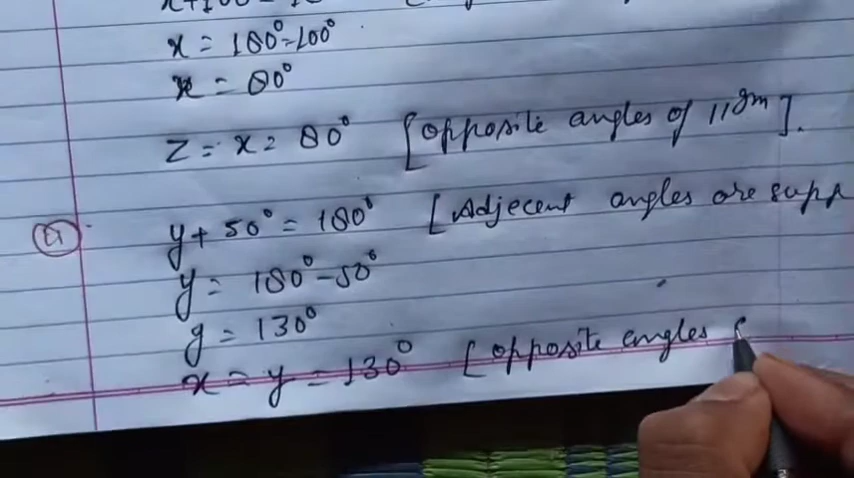 x = 180° - 100°
x = 80°
z = x = 80° [opposite angles of ||gm].
ii y + 50° = 180° [Adjecent angles are supp
y = 180° - 50°
y = 130°
x = y = 130° [opposite angles